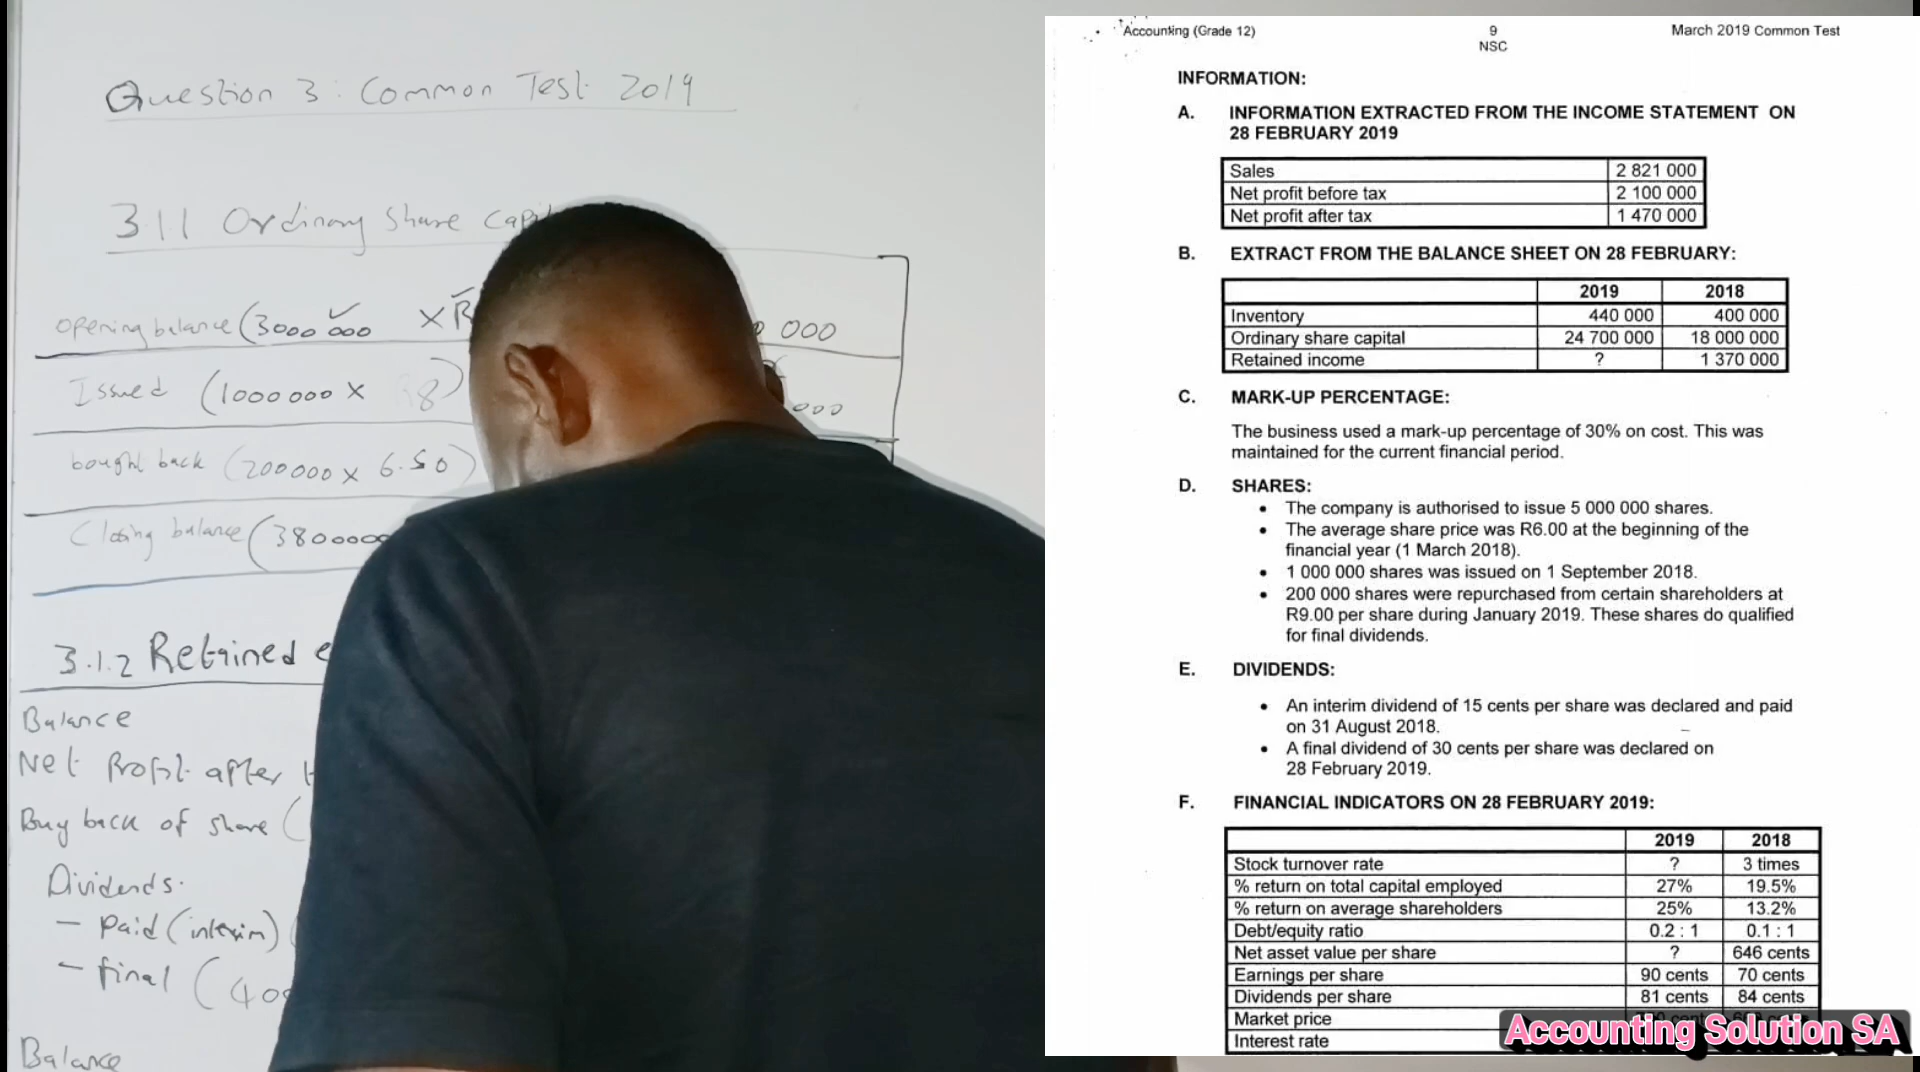 Question 3: Common Test 2019
3.1.1 Ordinary Share
opening balance (3000 000 ×
000
Issued (1000 000 × 8)
000
bought back (200000 × 6.50)
Closing balance (380000
3.1.2 Retained
Balance
Net Profit after
Buy back of share (
Dividends.
– paid (interim)
– final (
Balance
Accounting (Grade 12)
9
March 2019 Common Test
NSC
INFORMATION:
A. INFORMATION EXTRACTED FROM THE INCOME STATEMENT ON
28 FEBRUARY 2019
Sales 2 821 000
Net profit before tax 2 100 000
Net profit after tax 1 470 000
B. EXTRACT FROM THE BALANCE SHEET ON 28 FEBRUARY:
2019 2018
Inventory 440 000 400 000
Ordinary share capital 24 700 000 18 000 000
Retained income ? 1 370 000
C. MARK-UP PERCENTAGE:
The business used a mark-up percentage of 30% on cost. This was
maintained for the current financial period.
D. SHARES:
• The company is authorised to issue 5 000 000 shares.
• The average share price was R6.00 at the beginning of the
financial year (1 March 2018).
• 1 000 000 shares was issued on 1 September 2018.
• 200 000 shares were repurchased from certain shareholders at
R9.00 per share during January 2019. These shares do qualified
for final dividends.
E. DIVIDENDS:
• An interim dividend of 15 cents per share was declared and paid
on 31 August 2018.
• A final dividend of 30 cents per share was declared on
28 February 2019.
F. FINANCIAL INDICATORS ON 28 FEBRUARY 2019:
2019 2018
Stock turnover rate ? 3 times
% return on total capital employed 27% 19.5%
% return on average shareholders 25% 13.2%
Debt/equity ratio 0.2 : 1 0.1 : 1
Net asset value per share ? 646 cents
Earnings per share 90 cents 70 cents
Dividends per share 81 cents 84 cents
Market price
Interest rate
Accounting Solution SA